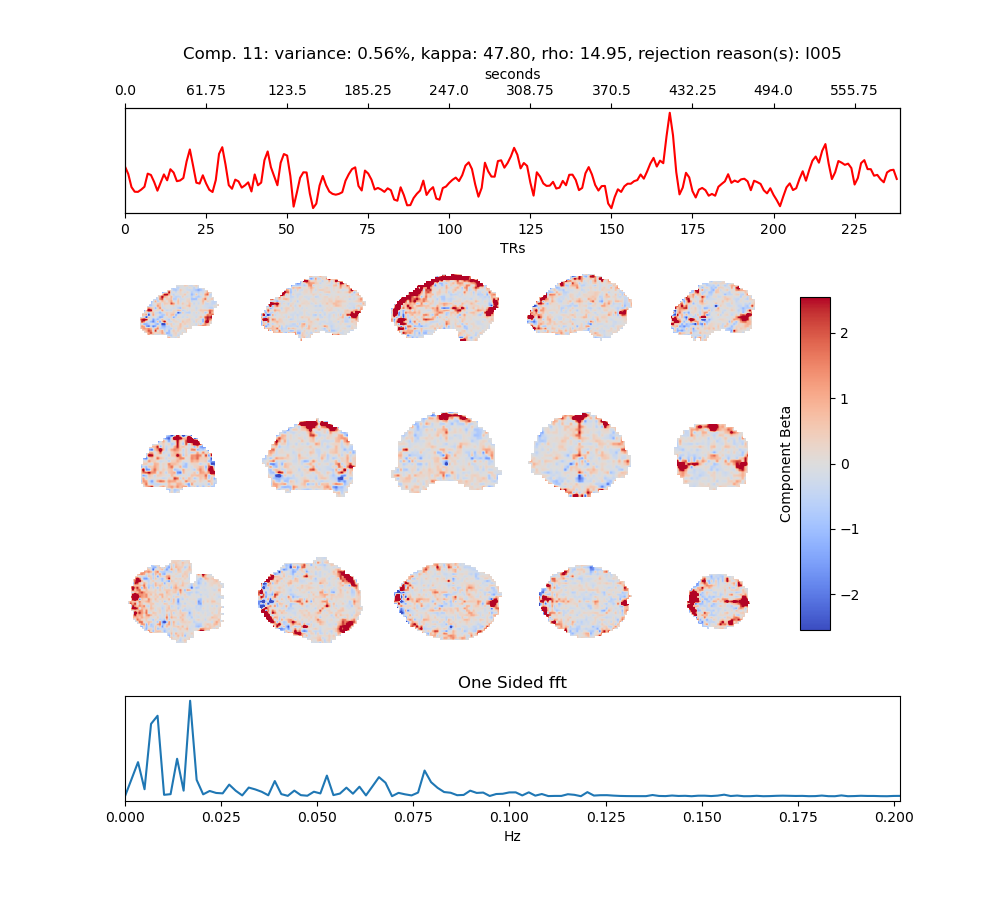 Comp. 11: variance: 0.56%, kappa: 47.80, rho: 14.95, rejection reason(s): I005
seconds
0.0 61.75 123.5 185.25 247.0 308.75 370.5 432.25 494.0 555.75
0 25 50 75 100 125 150 175 200 225
TRs
Component Beta
2
1
0
−1
−2
One Sided fft
0.000 0.025 0.050 0.075 0.100 0.125 0.150 0.175 0.200
Hz